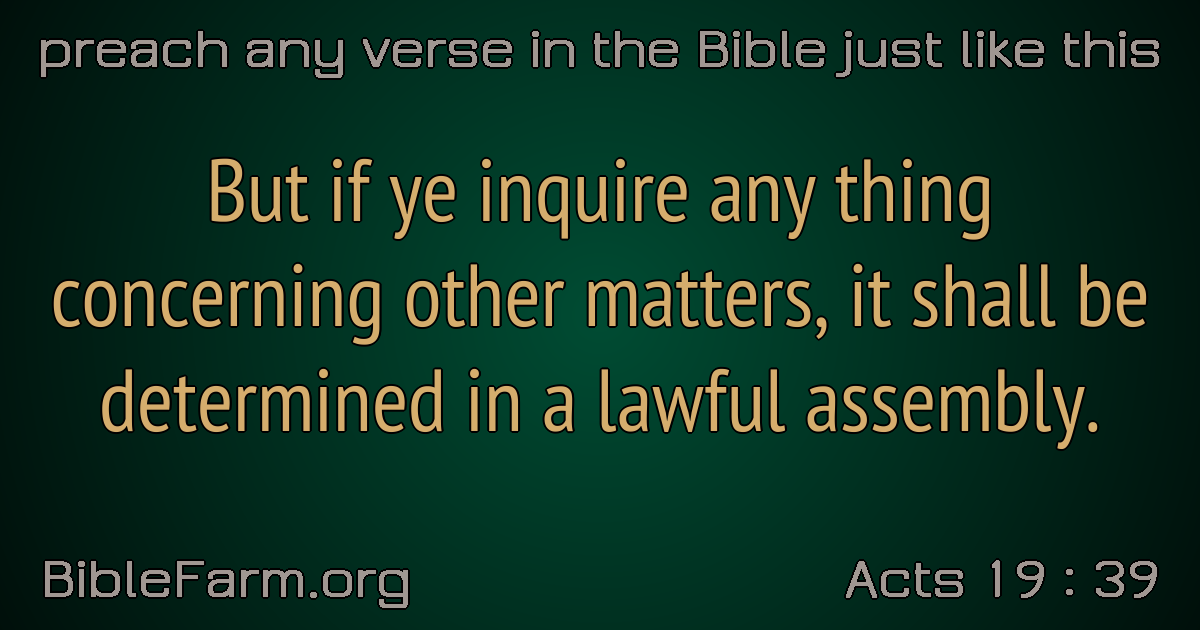 preach any verse in the Bible just like this
But if ye inquire any thing
concerning other matters, it shall be
determined in a lawful assembly.
BibleFarm.org
Acts 19 : 39